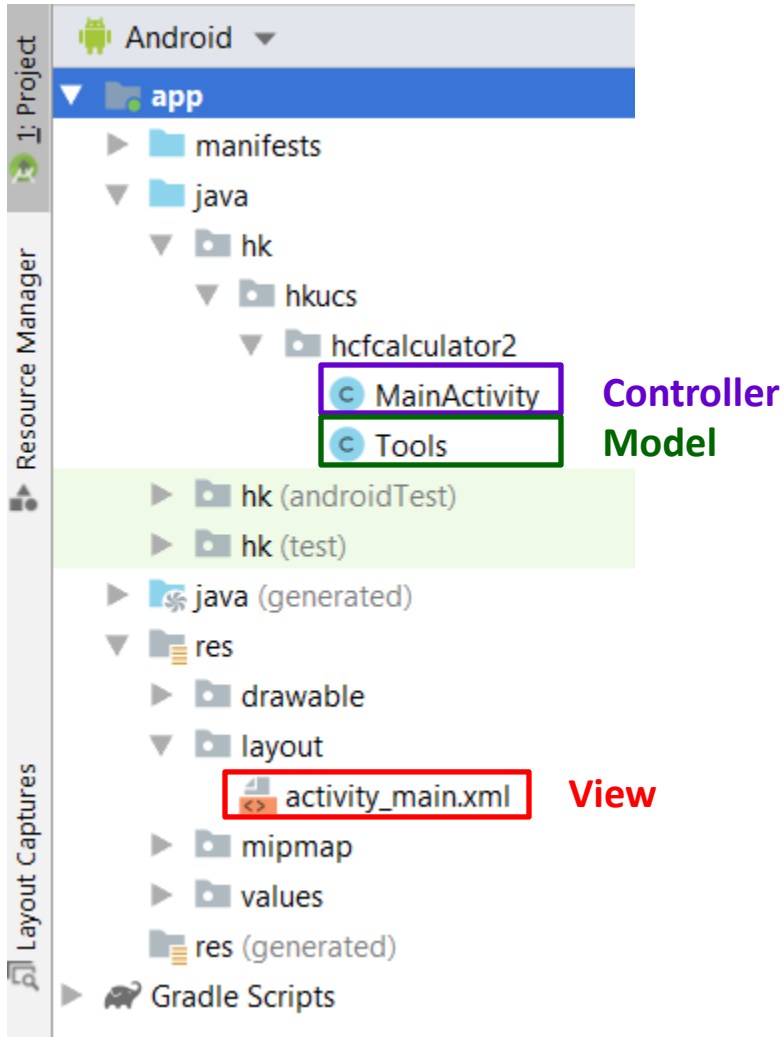 Android
1: Project
Resource Manager
Layout Captures
app
manifests
java
hk
hkucs
hcfcalculator2
C MainActivity Controller
C Tools Model
hk (androidTest)
hk (test)
java (generated)
res
drawable
layout
<> activity_main.xml View
mipmap
values
res (generated)
Gradle Scripts